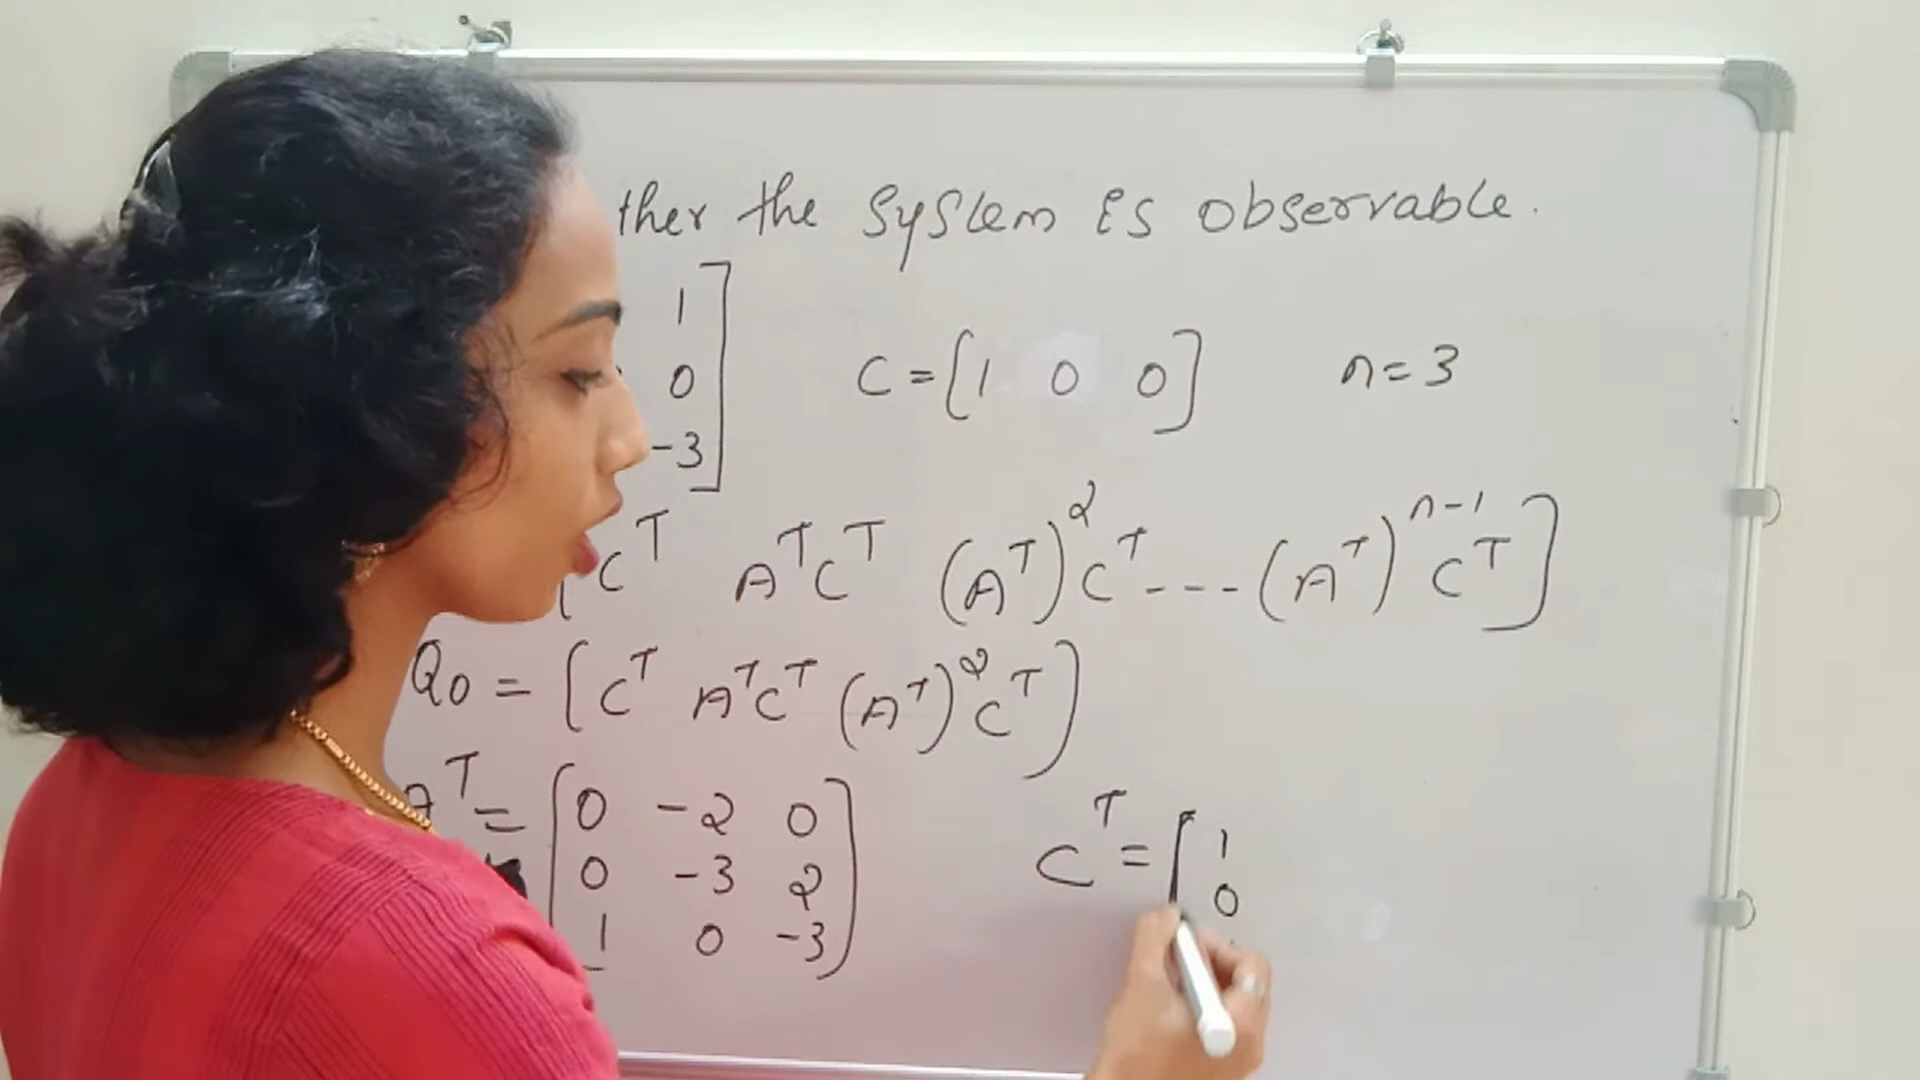 ther the system is observable.
1
0 C = [1 0 0] n = 3
-3
[C^T A^T C^T (A^T)^2 C^T --- (A^T)^{n-1} C^T]
Q0 = [C^T A^T C^T (A^T)^2 C^T]
A^T = [0 -2 0
0 -3 2
1 0 -3]
C^T = [1
0